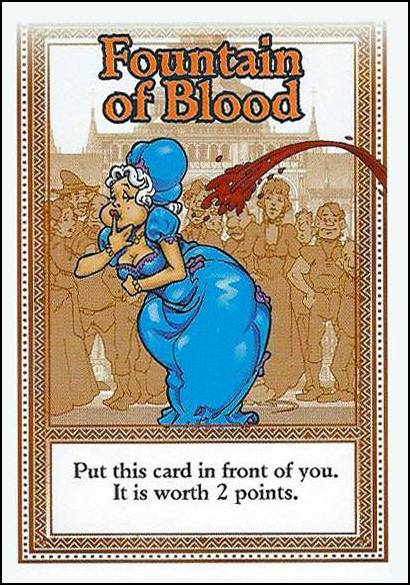 Fountain
of Blood
Put this card in front of you.
It is worth 2 points.